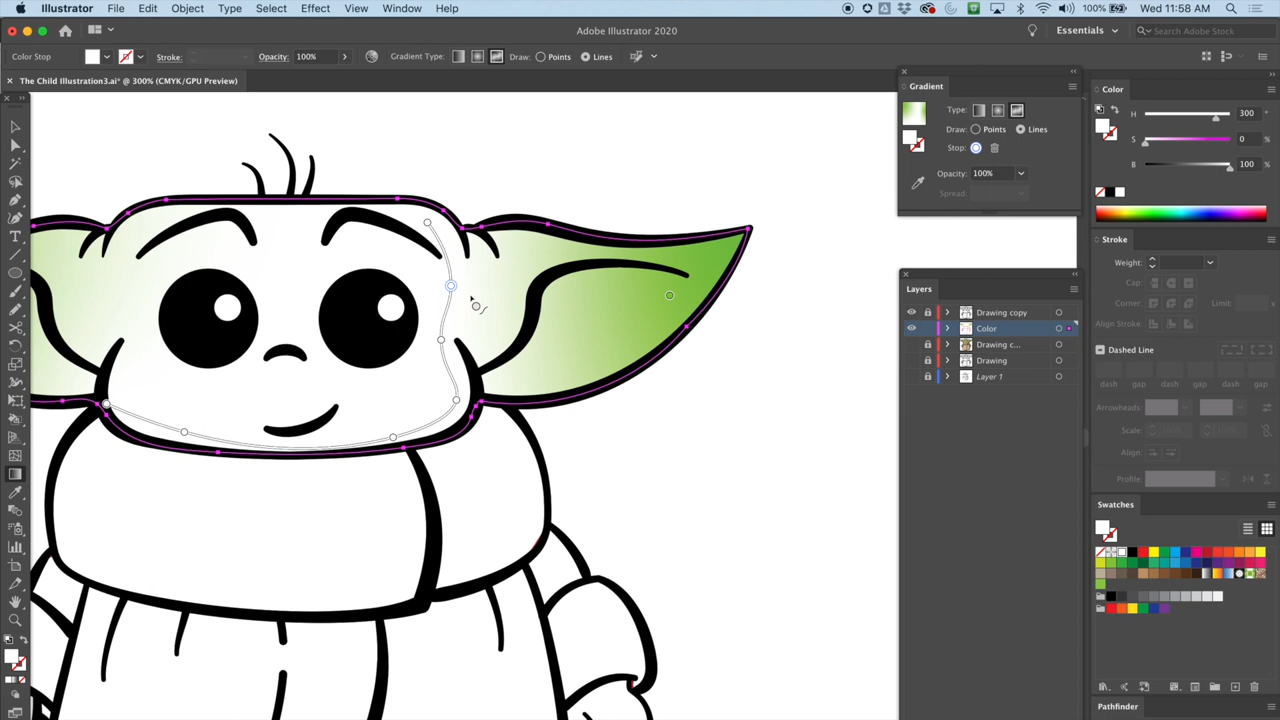 Illustrator File Edit Object Type Select Effect View Window Help 100% Wed 11:58 AM
Adobe Illustrator 2020 Essentials Search Adobe Stock
Color Stop Stroke: Opacity: 100% Gradient Type: Draw: Points Lines
The Child Illustration3.ai* @ 300% (CMYK/GPU Preview)
Gradient
Type:
Draw: Points Lines
Stop:
Opacity: 100%
Spread:
Layers
Drawing copy
Color
Drawing c...
Drawing
Layer 1
Color
H 300 °
S 0 %
B 100 %
Stroke
Weight:
Cap:
Corner: Limit:
Align Stroke:
Dashed Line
dash gap dash gap dash gap
Arrowheads:
Scale: 100% 100%
Align:
Profile:
Swatches
Pathfinder